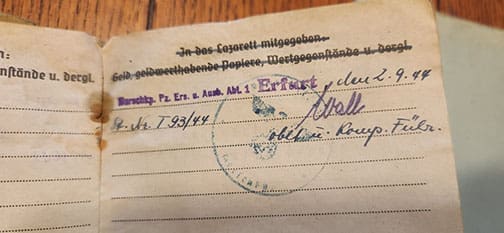 n:
nstände u. dergl.
In das Lazarett mitgegeben.
Geld, geldwerthabende Papiere, Wertgegenstände u. dergl.
Marschkp. Pz. Ers. u. Ausb. Abt. 1 Erfurt, den 2.9.44
Nr. I 93/44
u. Komp. Führ.